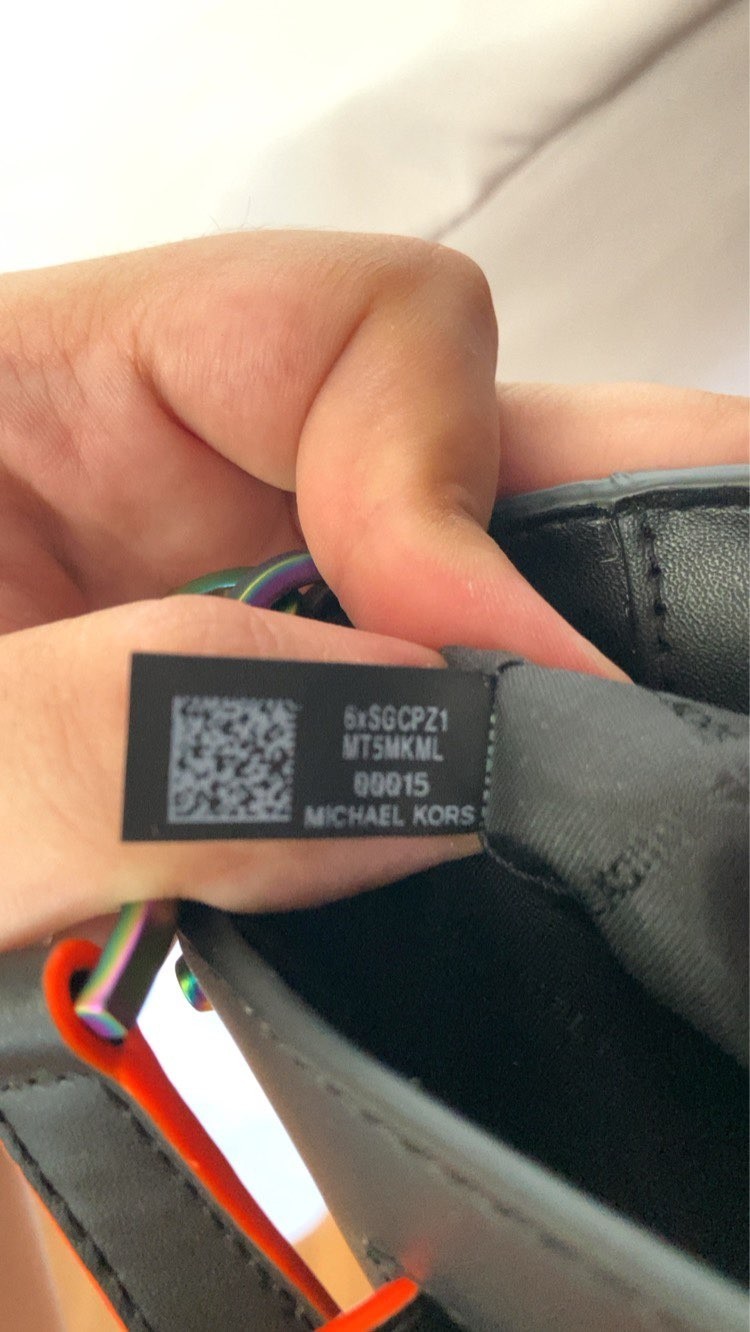 6xSGCPZ1
MT5MKML
00015
MICHAEL KORS